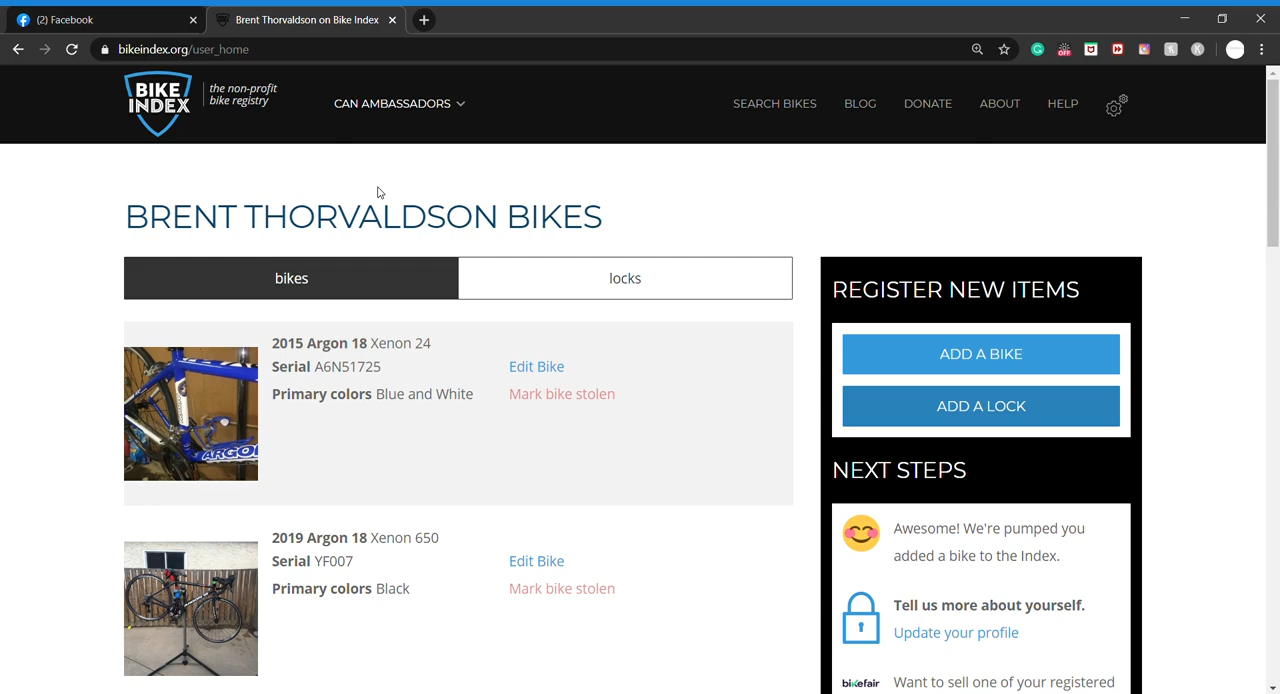 (2) Facebook
Brent Thorvaldson on Bike Index
bikeindex.org/user_home
OFF
BIKE INDEX
the non-profit
bike registry
CAN AMBASSADORS
SEARCH BIKES
BLOG
DONATE
ABOUT
HELP
BRENT THORVALDSON BIKES
bikes
locks
2015 Argon 18 Xenon 24
Serial A6N51725
Edit Bike
Primary colors Blue and White
Mark bike stolen
ARGON
2019 Argon 18 Xenon 650
Serial YF007
Edit Bike
Primary colors Black
Mark bike stolen
REGISTER NEW ITEMS
ADD A BIKE
ADD A LOCK
NEXT STEPS
Awesome! We're pumped you
added a bike to the Index.
Tell us more about yourself.
Update your profile
bikefair
Want to sell one of your registered